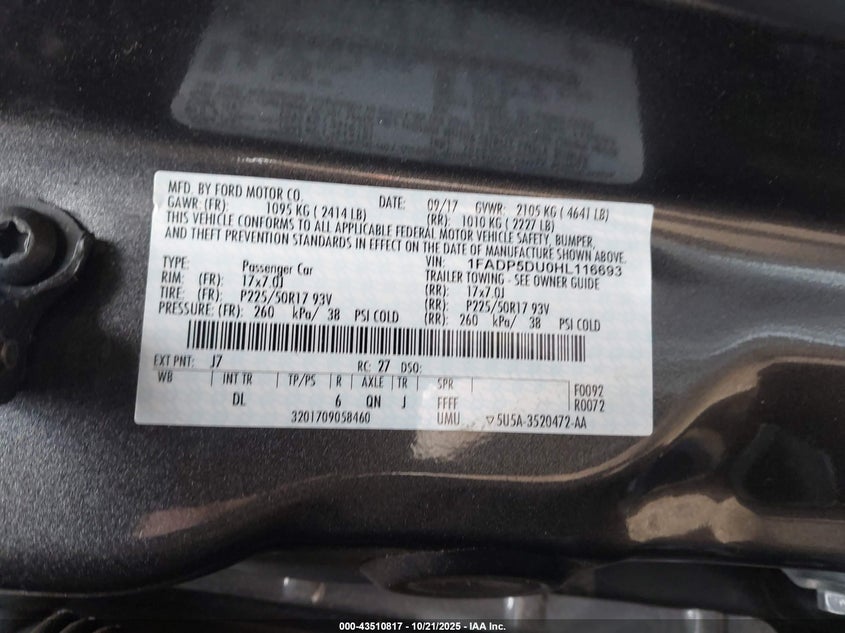 MFD. BY FORD MOTOR CO. DATE: 09/17 GVWR: 2105 KG ( 4641 LB)
GAWR: (FR): 1095 KG ( 2414 LB) (RR): 1010 KG ( 2227 LB)
THIS VEHICLE CONFORMS TO ALL APPLICABLE FEDERAL MOTOR VEHICLE SAFETY, BUMPER,
AND THEFT PREVENTION STANDARDS IN EFFECT ON THE DATE OF MANUFACTURE SHOWN ABOVE.
VIN: 1FADP5DU0HL116693
TYPE: Passenger Car TRAILER TOWING - SEE OWNER GUIDE
RIM: (FR): 17x7.0J (RR): 17x7.0J
TIRE: (FR): P225/50R17 93V (RR): P225/50R17 93V
PRESSURE: (FR): 260 kPa/ 38 PSI COLD (RR): 260 kPa/ 38 PSI COLD
EXT PNT: J7 RC: 27 DSO:
WB INT TR TP/PS R AXLE TR SPR F0092
DL 6 QN J FFFF R0072
3201709058460 UMU ▽5U5A-3520472-AA
000-43510817 - 10/21/2025 - IAA Inc.